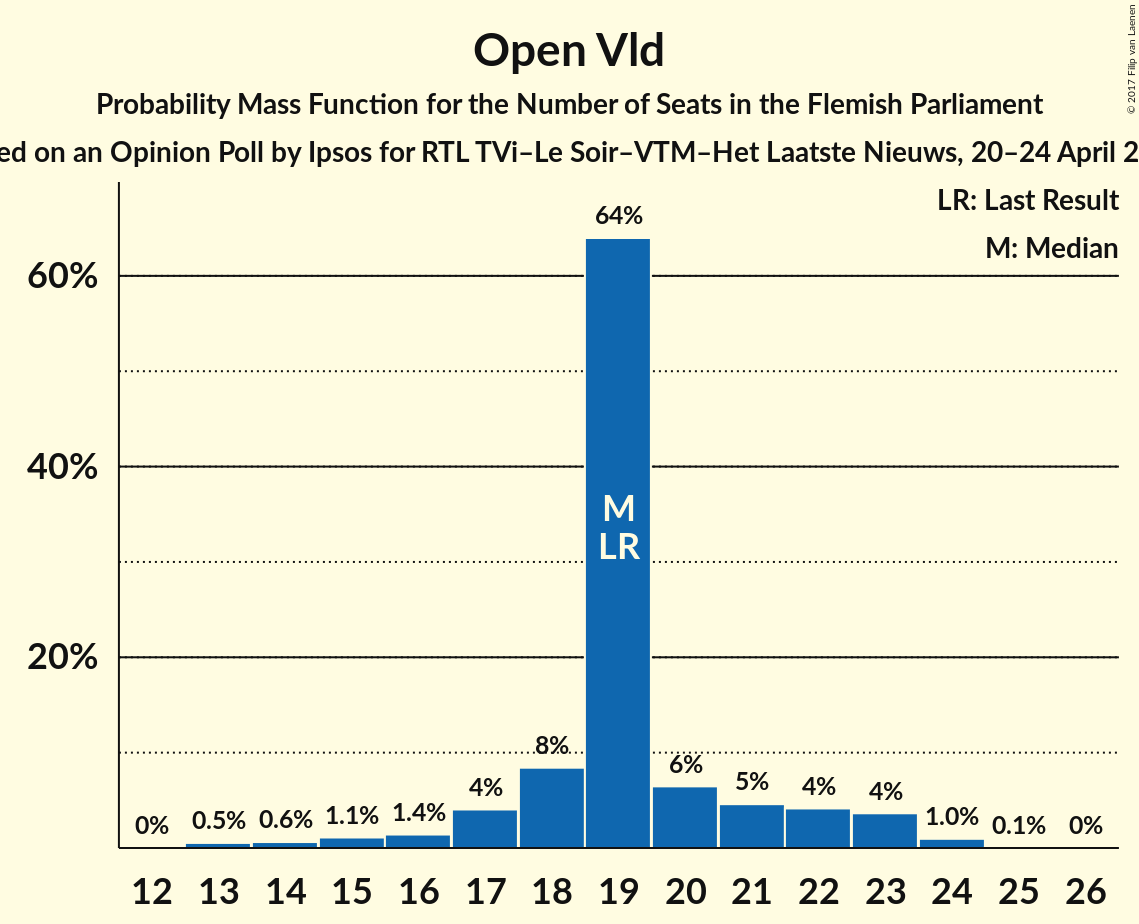 © 2017 Filip van Laenen
Open Vld
Probability Mass Function for the Number of Seats in the Flemish Parliament
ed on an Opinion Poll by Ipsos for RTL TVi–Le Soir–VTM–Het Laatste Nieuws, 20–24 April 2
LR: Last Result
M: Median
60%
40%
20%
0% 0.5% 0.6% 1.1% 1.4% 4% 8% 64% 6% 5% 4% 4% 1.0% 0.1% 0%
M
LR
12 13 14 15 16 17 18 19 20 21 22 23 24 25 26